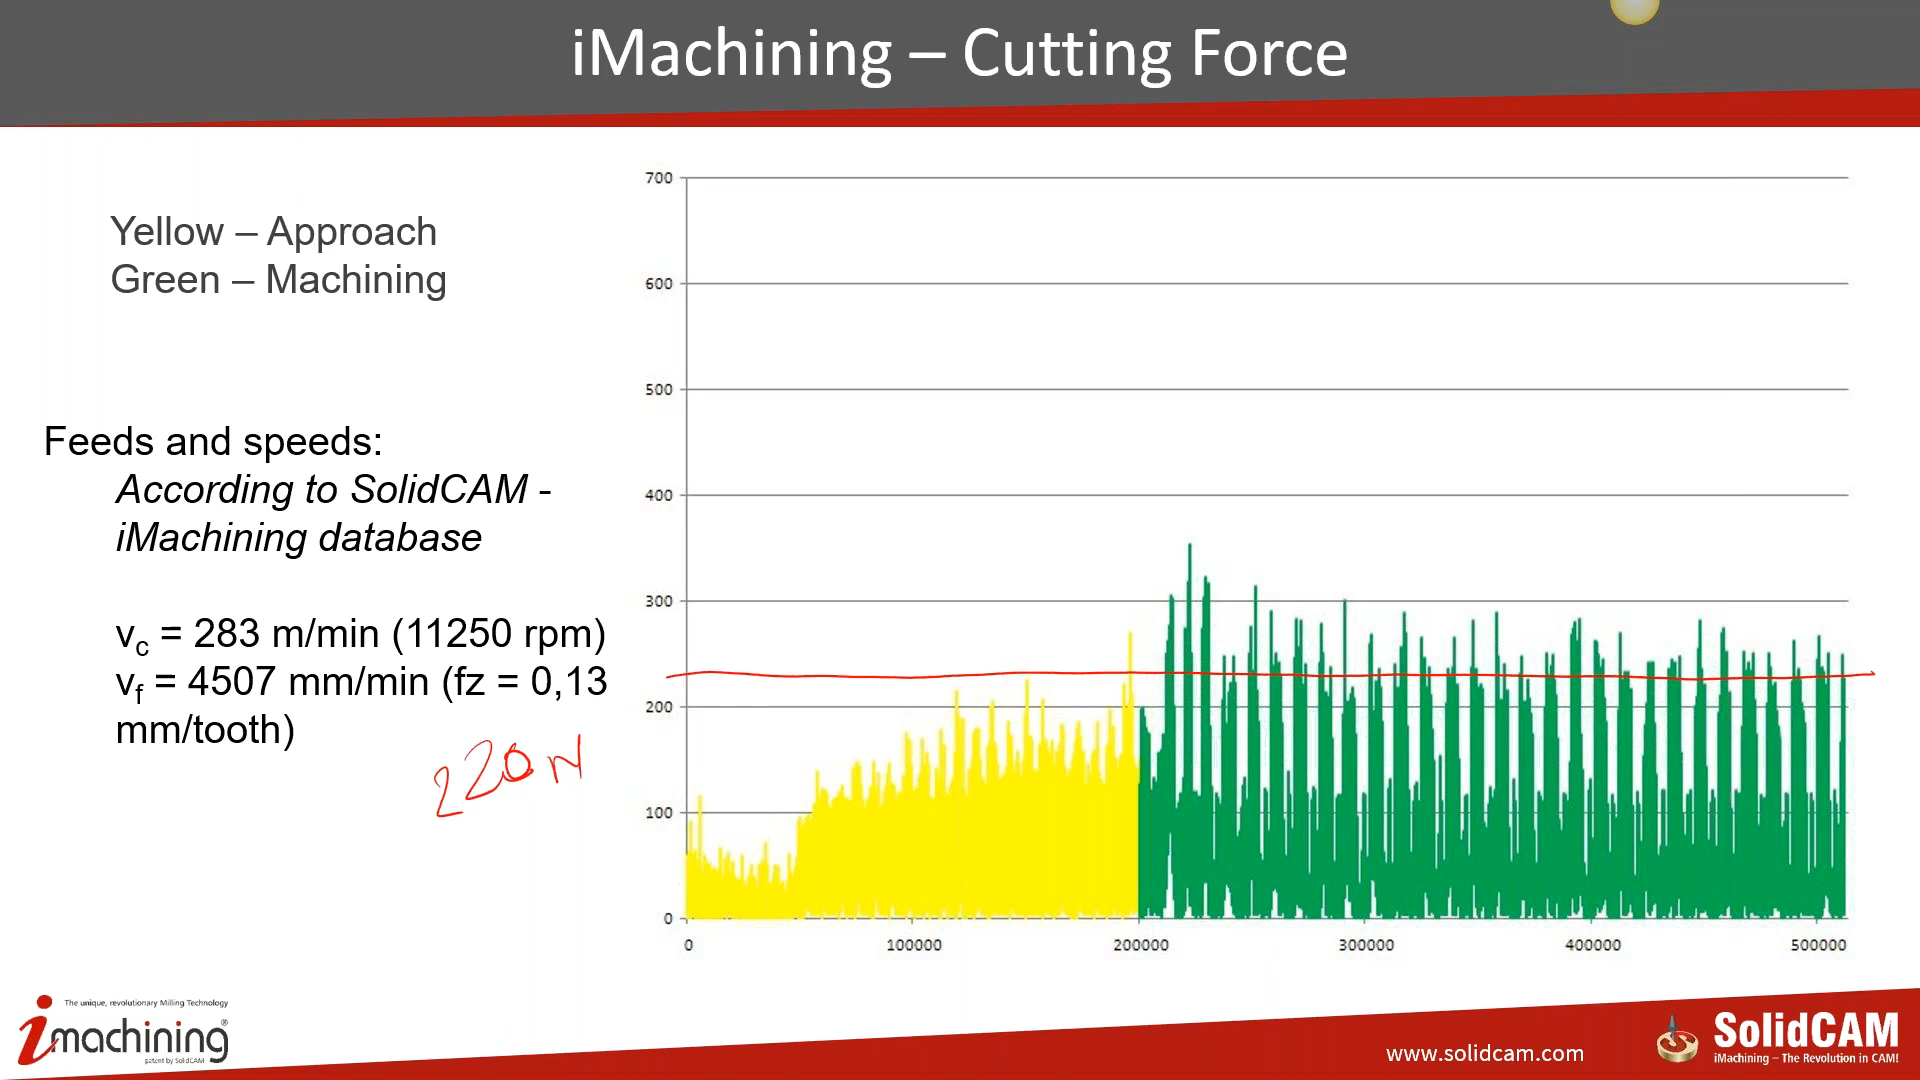 iMachining – Cutting Force
Yellow – Approach
Green – Machining
Feeds and speeds:
According to SolidCAM -
iMachining database
vc = 283 m/min (11250 rpm)
vf = 4507 mm/min (fz = 0,13
mm/tooth)
220 N
700
600
500
400
300
200
100
0
0 100000 200000 300000 400000 500000
The unique, revolutionary Milling Technology
imachining®
patent by SolidCAM
www.solidcam.com
SolidCAM
iMachining – The Revolution in CAM!